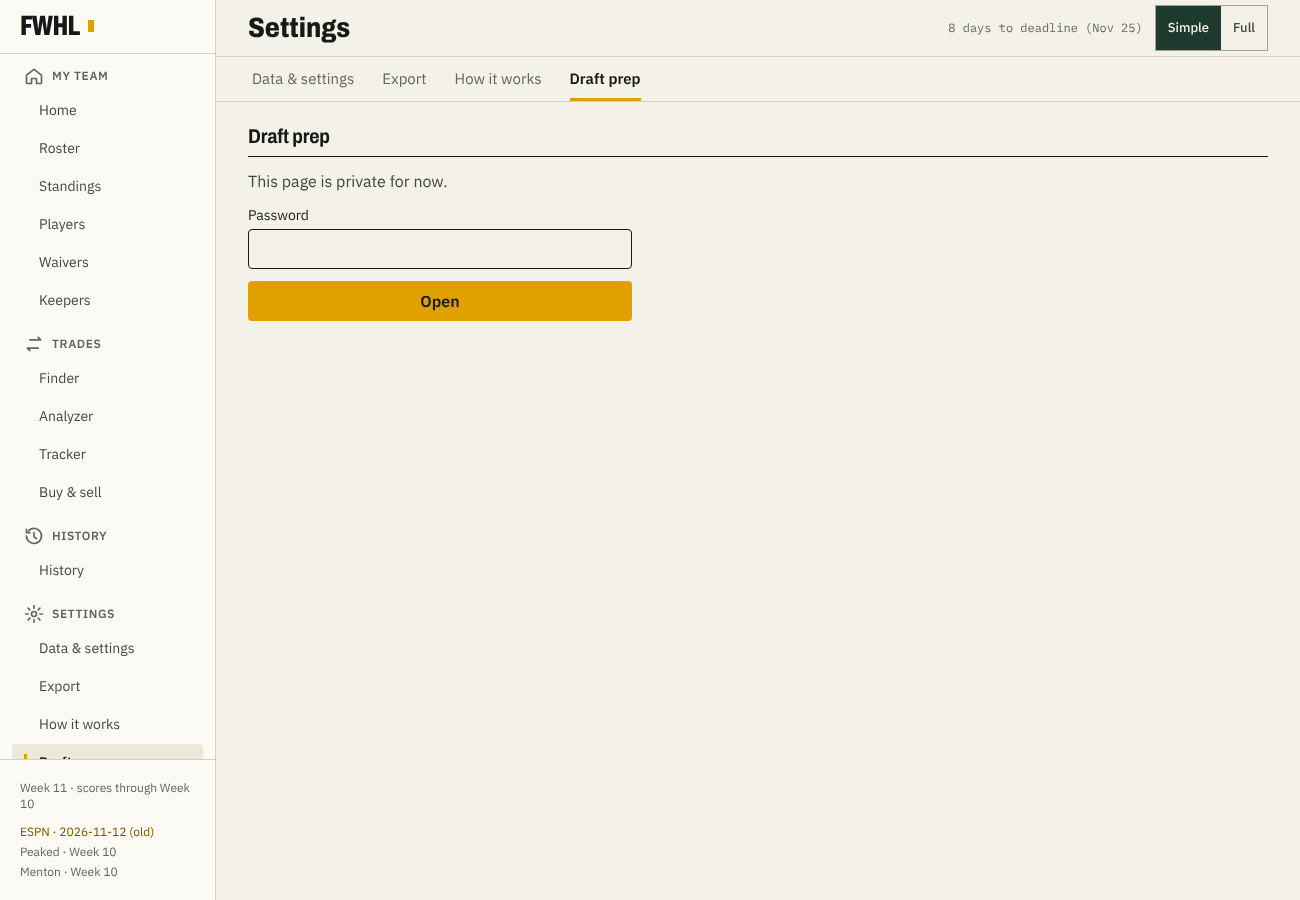 FWHL
MY TEAM
Home
Roster
Standings
Players
Waivers
Keepers
TRADES
Finder
Analyzer
Tracker
Buy & sell
HISTORY
History
SETTINGS
Data & settings
Export
How it works
Week 11 · scores through Week
10
ESPN · 2026-11-12 (old)
Peaked · Week 10
Menton · Week 10
Settings
8 days to deadline (Nov 25)
Simple
Full
Data & settings
Export
How it works
Draft prep
Draft prep
This page is private for now.
Password
Open